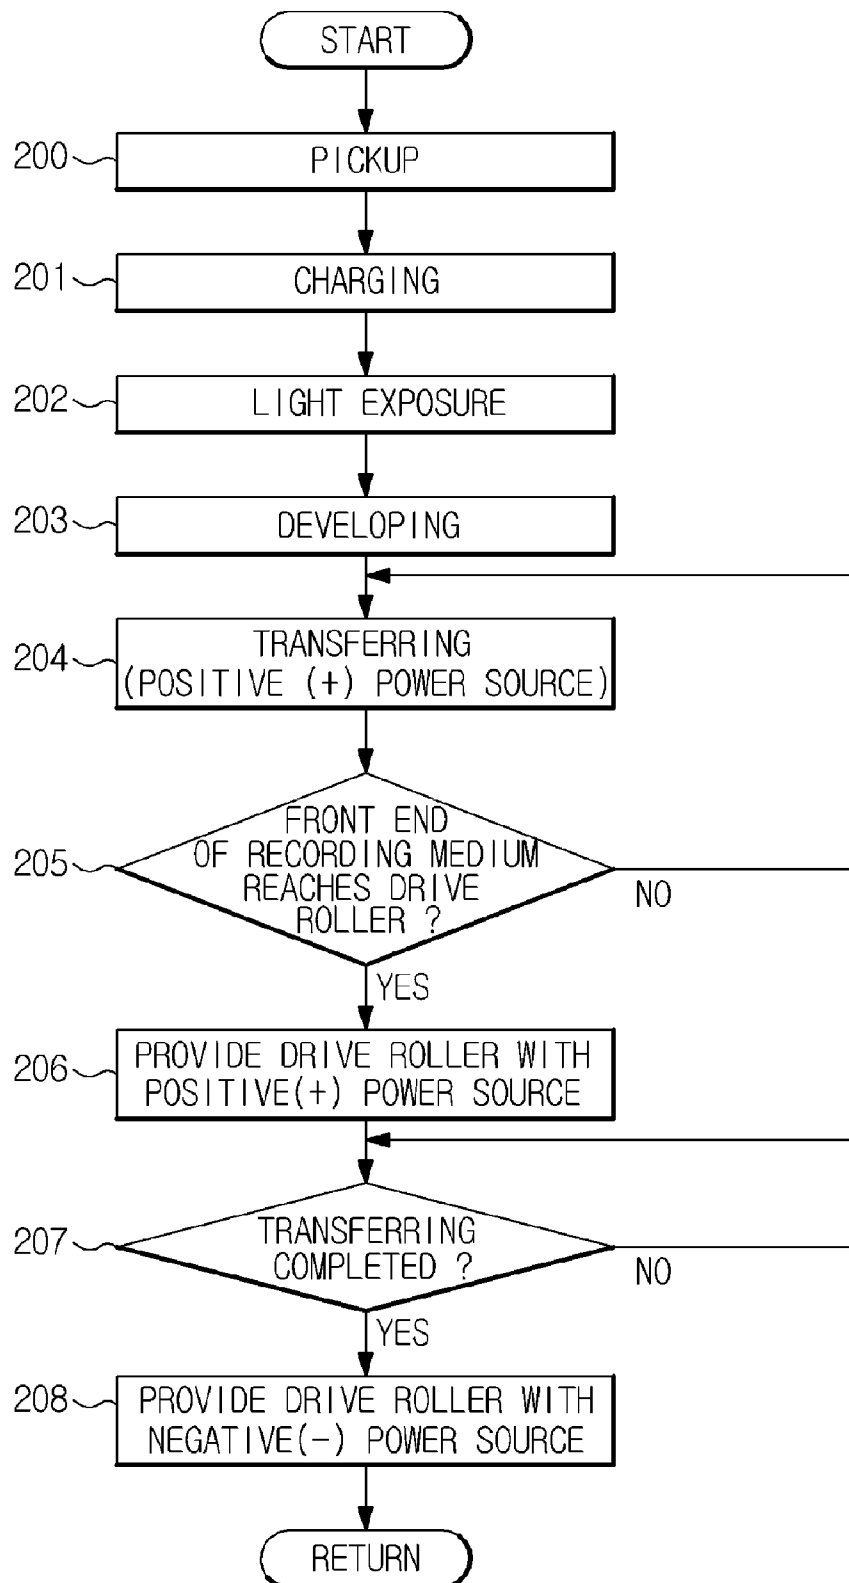 START
200
PICKUP
201
CHARGING
202
LIGHT EXPOSURE
203
DEVELOPING
204
TRANSFERRING
(POSITIVE (+) POWER SOURCE)
205
FRONT END
OF RECORDING MEDIUM
REACHES DRIVE
ROLLER ?
NO
YES
206
PROVIDE DRIVE ROLLER WITH
POSITIVE(+) POWER SOURCE
207
TRANSFERRING
COMPLETED ?
NO
YES
208
PROVIDE DRIVE ROLLER WITH
NEGATIVE(-) POWER SOURCE
RETURN